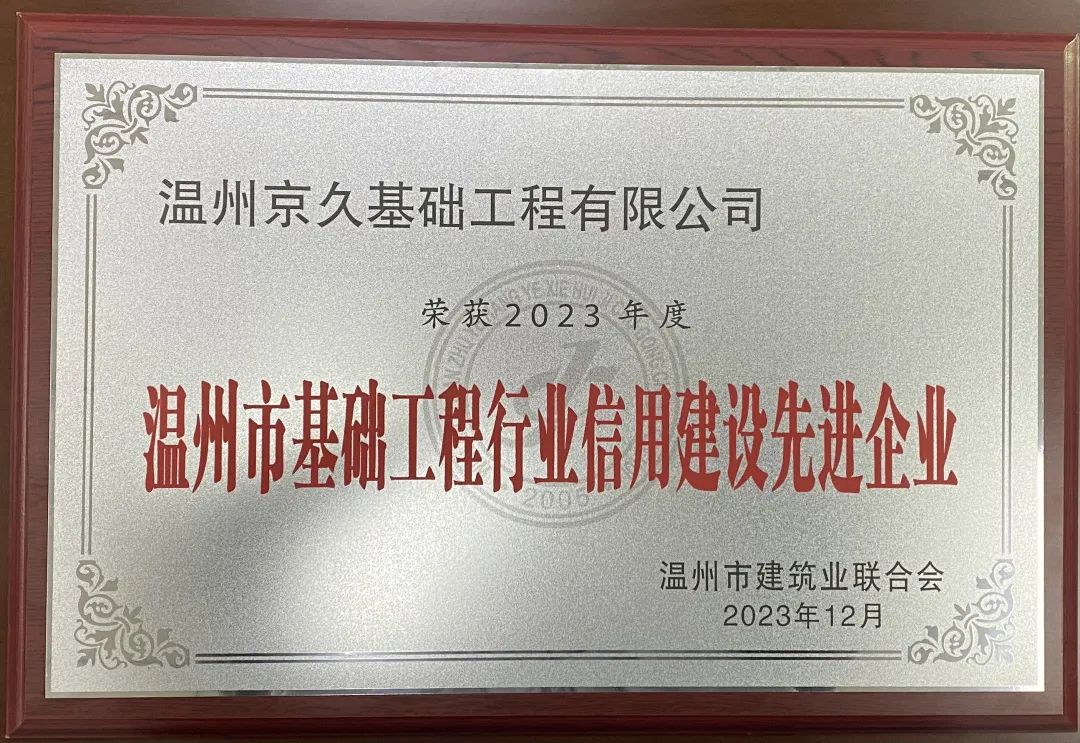 温州京久基础工程有限公司
荣获2023年度
温州市基础工程行业信用建设先进企业
温州市建筑业联合会
2023年12月